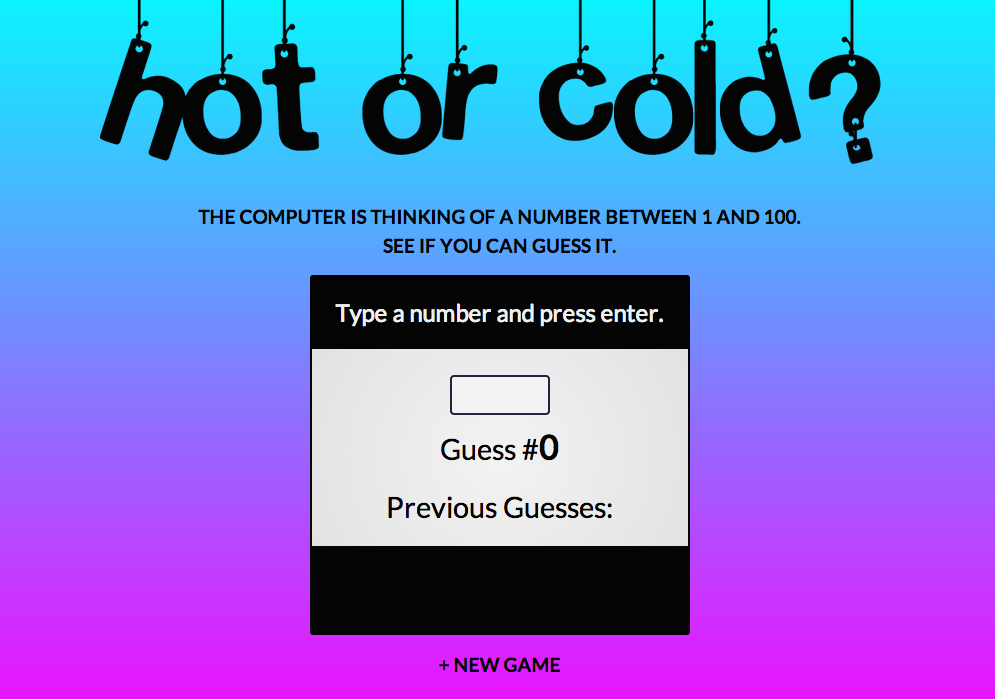 hot or cold?
THE COMPUTER IS THINKING OF A NUMBER BETWEEN 1 AND 100.
SEE IF YOU CAN GUESS IT.
Type a number and press enter.
Guess #0
Previous Guesses:
+ NEW GAME